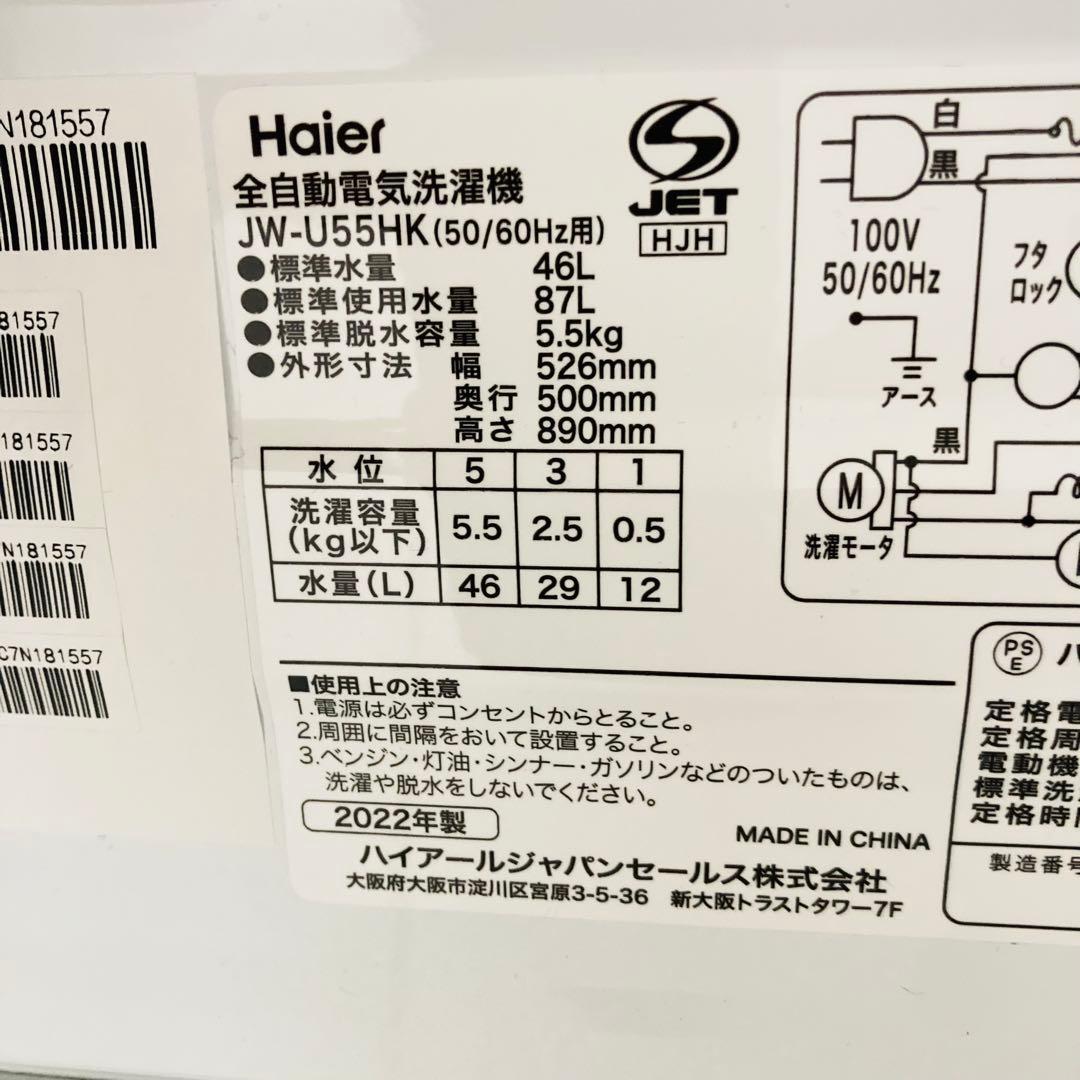 N181557
81557
181557
N181557
C7N181557
Haier
全自動電気洗濯機
JW-U55HK(50/60Hz用)
●標準水量 46L
●標準使用水量 87L
●標準脱水容量 5.5kg
●外形寸法 幅 526mm
奥行 500mm
高さ 890mm
S
JET
HJH
水位 5 3 1
洗濯容量(kg以下) 5.5 2.5 0.5
水量(L) 46 29 12
白
黒
100V
50/60Hz
フタ
ロック
アース
黒
M
洗濯モータ
■使用上の注意
1.電源は必ずコンセントからとること。
2.周囲に間隔をおいて設置すること。
3.ベンジン・灯油・シンナー・ガソリンなどのついたものは、
洗濯や脱水をしないでください。
2022年製
MADE IN CHINA
ハイアールジャパンセールス株式会社
大阪府大阪市淀川区宮原3-5-36 新大阪トラストタワー7F
PSE ハ
定格電
定格周
電動機
標準洗
定格時
製造番号